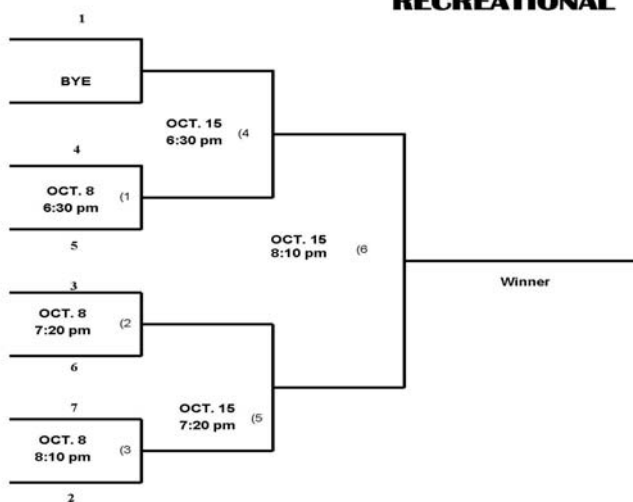 RECREATIONAL
1
BYE
OCT. 15
6:30 pm
(4
4
OCT. 8
6:30 pm
(1
5
OCT. 15
8:10 pm
(6
Winner
3
OCT. 8
7:20 pm
(2
6
OCT. 15
7:20 pm
(5
7
OCT. 8
8:10 pm
(3
2